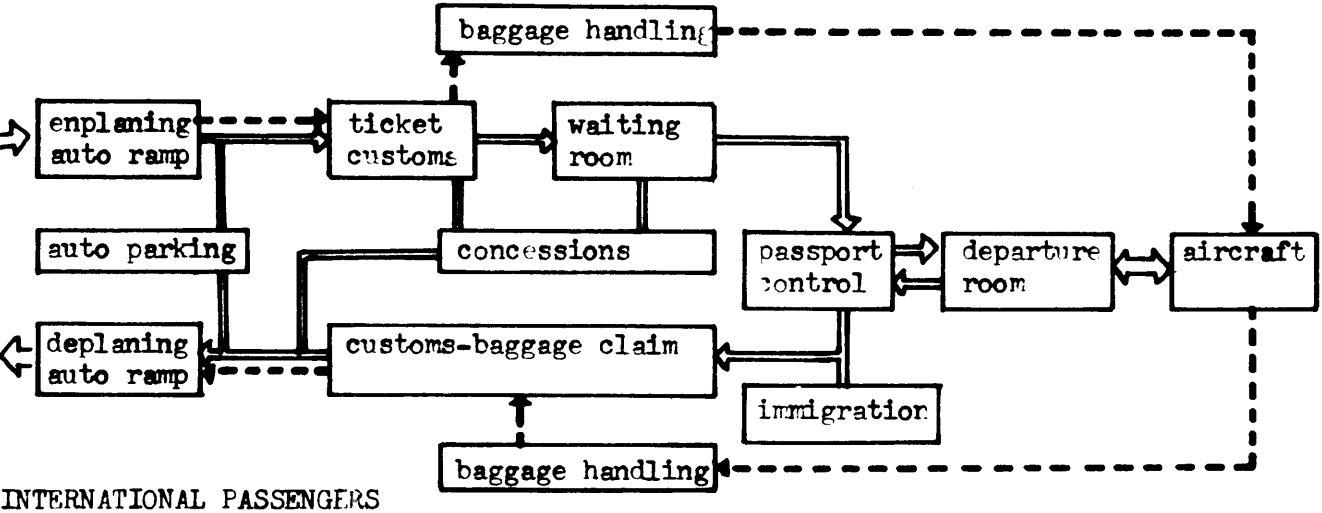 baggage handling
enplaning
auto ramp
ticket
customs
waiting
room
auto parking
concessions
passport
control
departure
room
aircraft
deplaning
auto ramp
customs-baggage claim
immigration
baggage handling
INTERNATIONAL PASSENGERS